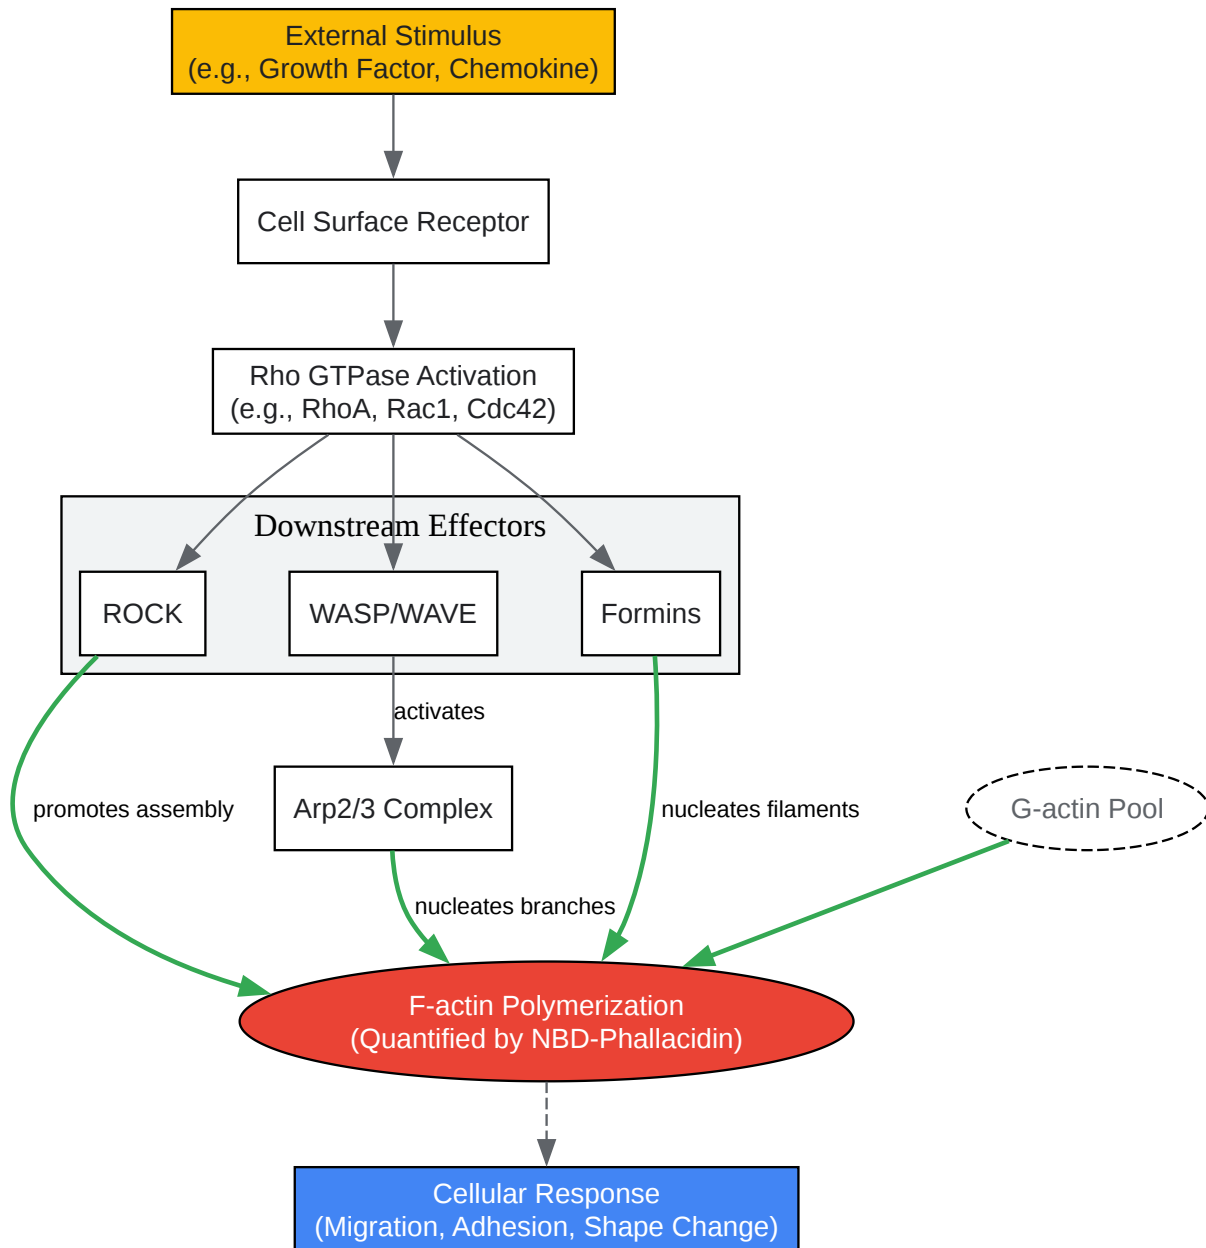 External Stimulus
(e.g., Growth Factor, Chemokine)
Cell Surface Receptor
Rho GTPase Activation
(e.g., RhoA, Rac1, Cdc42)
Downstream Effectors
ROCK
WASP/WAVE
Formins
activates
promotes assembly
Arp2/3 Complex
nucleates filaments
G-actin Pool
nucleates branches
F-actin Polymerization
(Quantified by NBD-Phallacidin)
Cellular Response
(Migration, Adhesion, Shape Change)